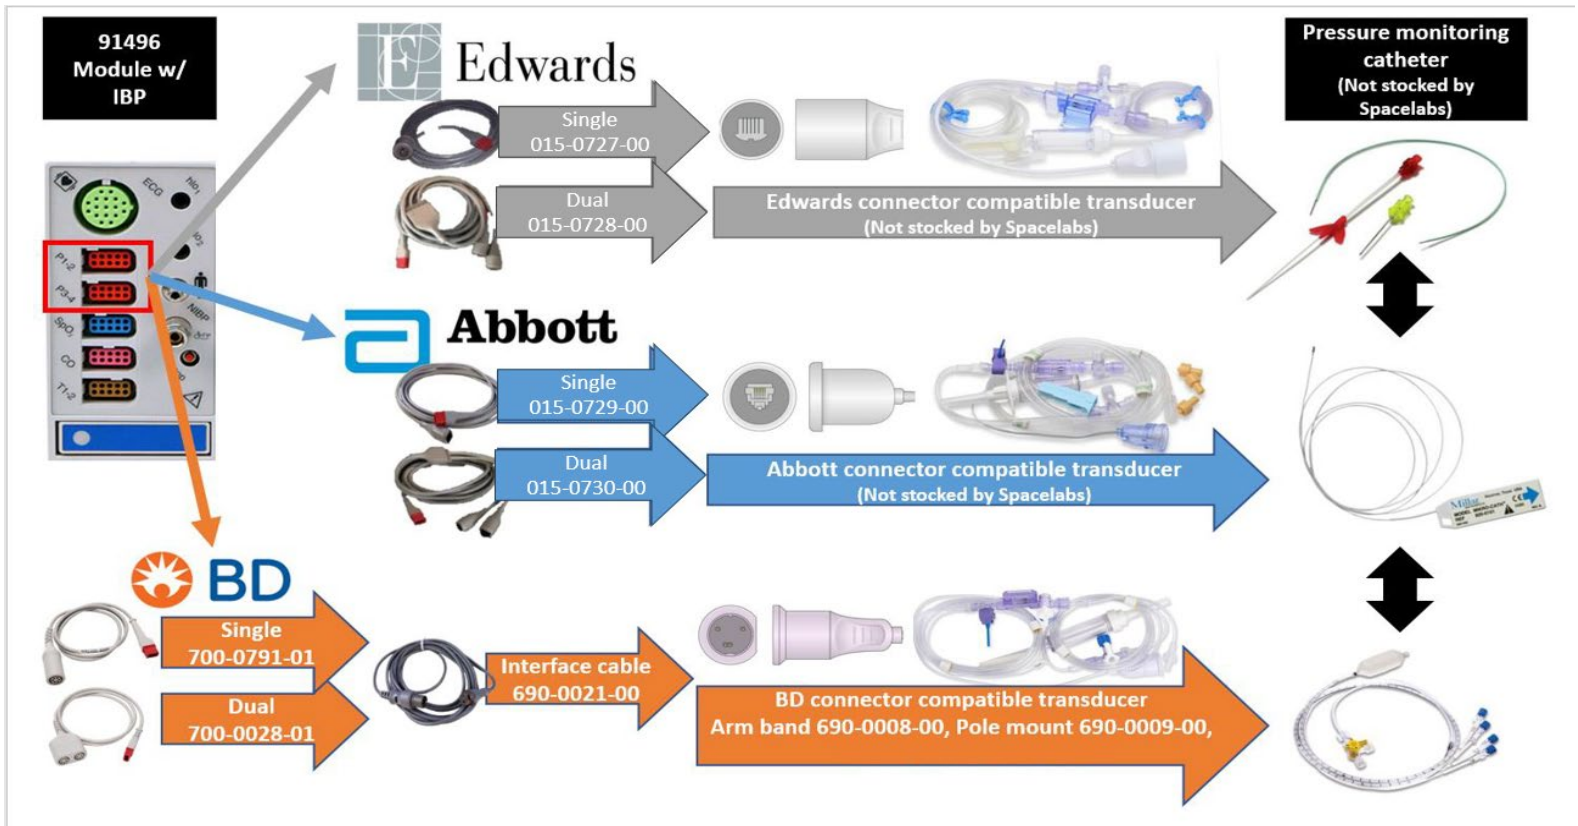 91496
Module w/
IBP
Edwards
Pressure monitoring
catheter
(Not stocked by
Spacelabs)
Single
015-0727-00
Dual
015-0728-00
Edwards connector compatible transducer
(Not stocked by Spacelabs)
ECG
hlo1
P1-2
P3-4
NIBP
SpO2
CO
T1-2
Abbott
Single
015-0729-00
Dual
015-0730-00
Abbott connector compatible transducer
(Not stocked by Spacelabs)
Millar
BD
Single
700-0791-01
Dual
700-0028-01
Interface cable
690-0021-00
BD connector compatible transducer
Arm band 690-0008-00, Pole mount 690-0009-00,